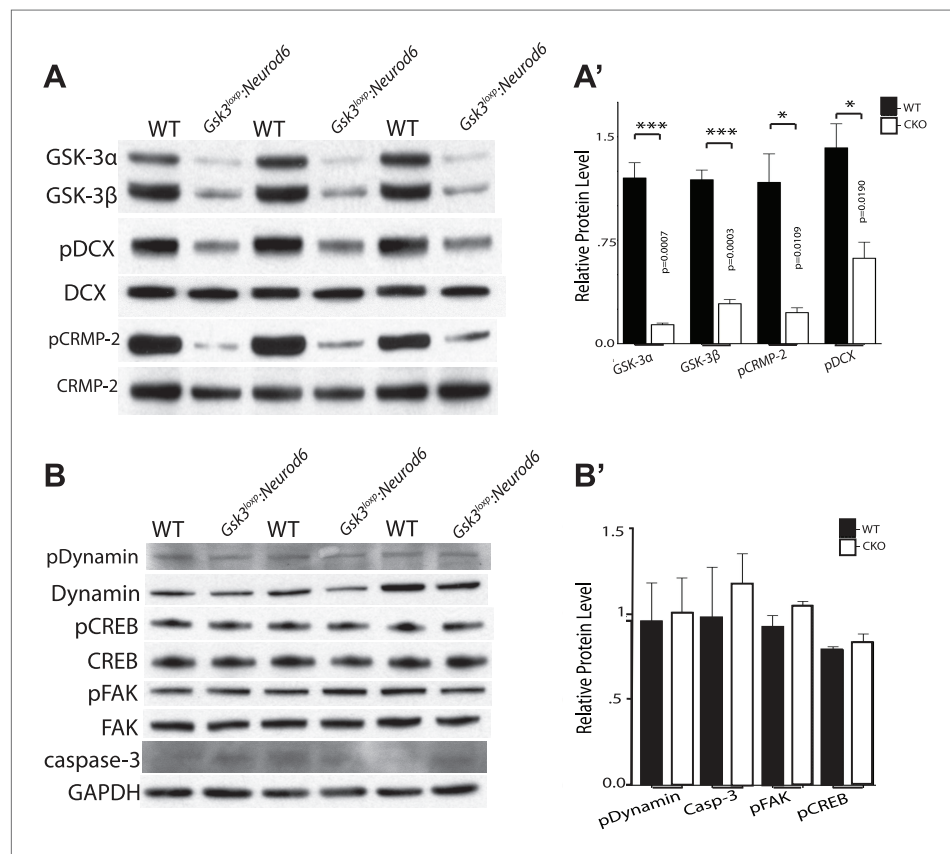 A
Gsk3loxp:Neurod6 Gsk3loxp:Neurod6 Gsk3loxp:Neurod6
WT WT WT
GSK-3α
GSK-3β
pDCX
DCX
pCRMP-2
CRMP-2
A'
WT
CKO
Relative Protein Level
1.5
.75
0.0
*** *** * *
p=0.0007 p=0.0003 p=0.0109 p=0.0190
GSK-3α GSK-3β pCRMP-2 pDCX
B
Gsk3loxp:Neurod6 Gsk3loxp:Neurod6 Gsk3loxp:Neurod6
WT WT WT
pDynamin
Dynamin
pCREB
CREB
pFAK
FAK
caspase-3
GAPDH
B'
WT
CKO
Relative Protein Level
1.5
1
.5
0.0
pDynamin Casp-3 pFAK pCREB